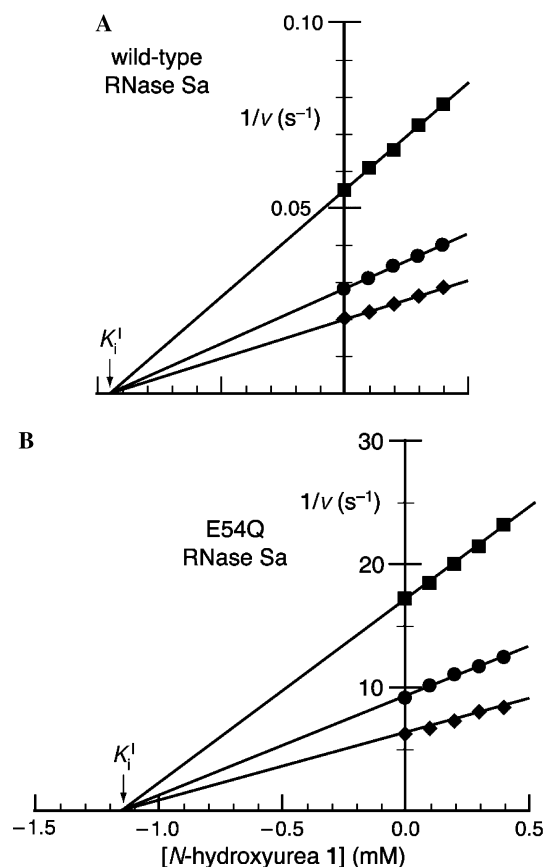 A
wild-type
RNase Sa
0.10
1/v (s⁻¹)
0.05
Kᵢᴵ
B
30
1/v (s⁻¹)
E54Q
RNase Sa
20
10
Kᵢᴵ
−1.5
−1.0
−0.5
0.0
0.5
[N-hydroxyurea 1] (mM)